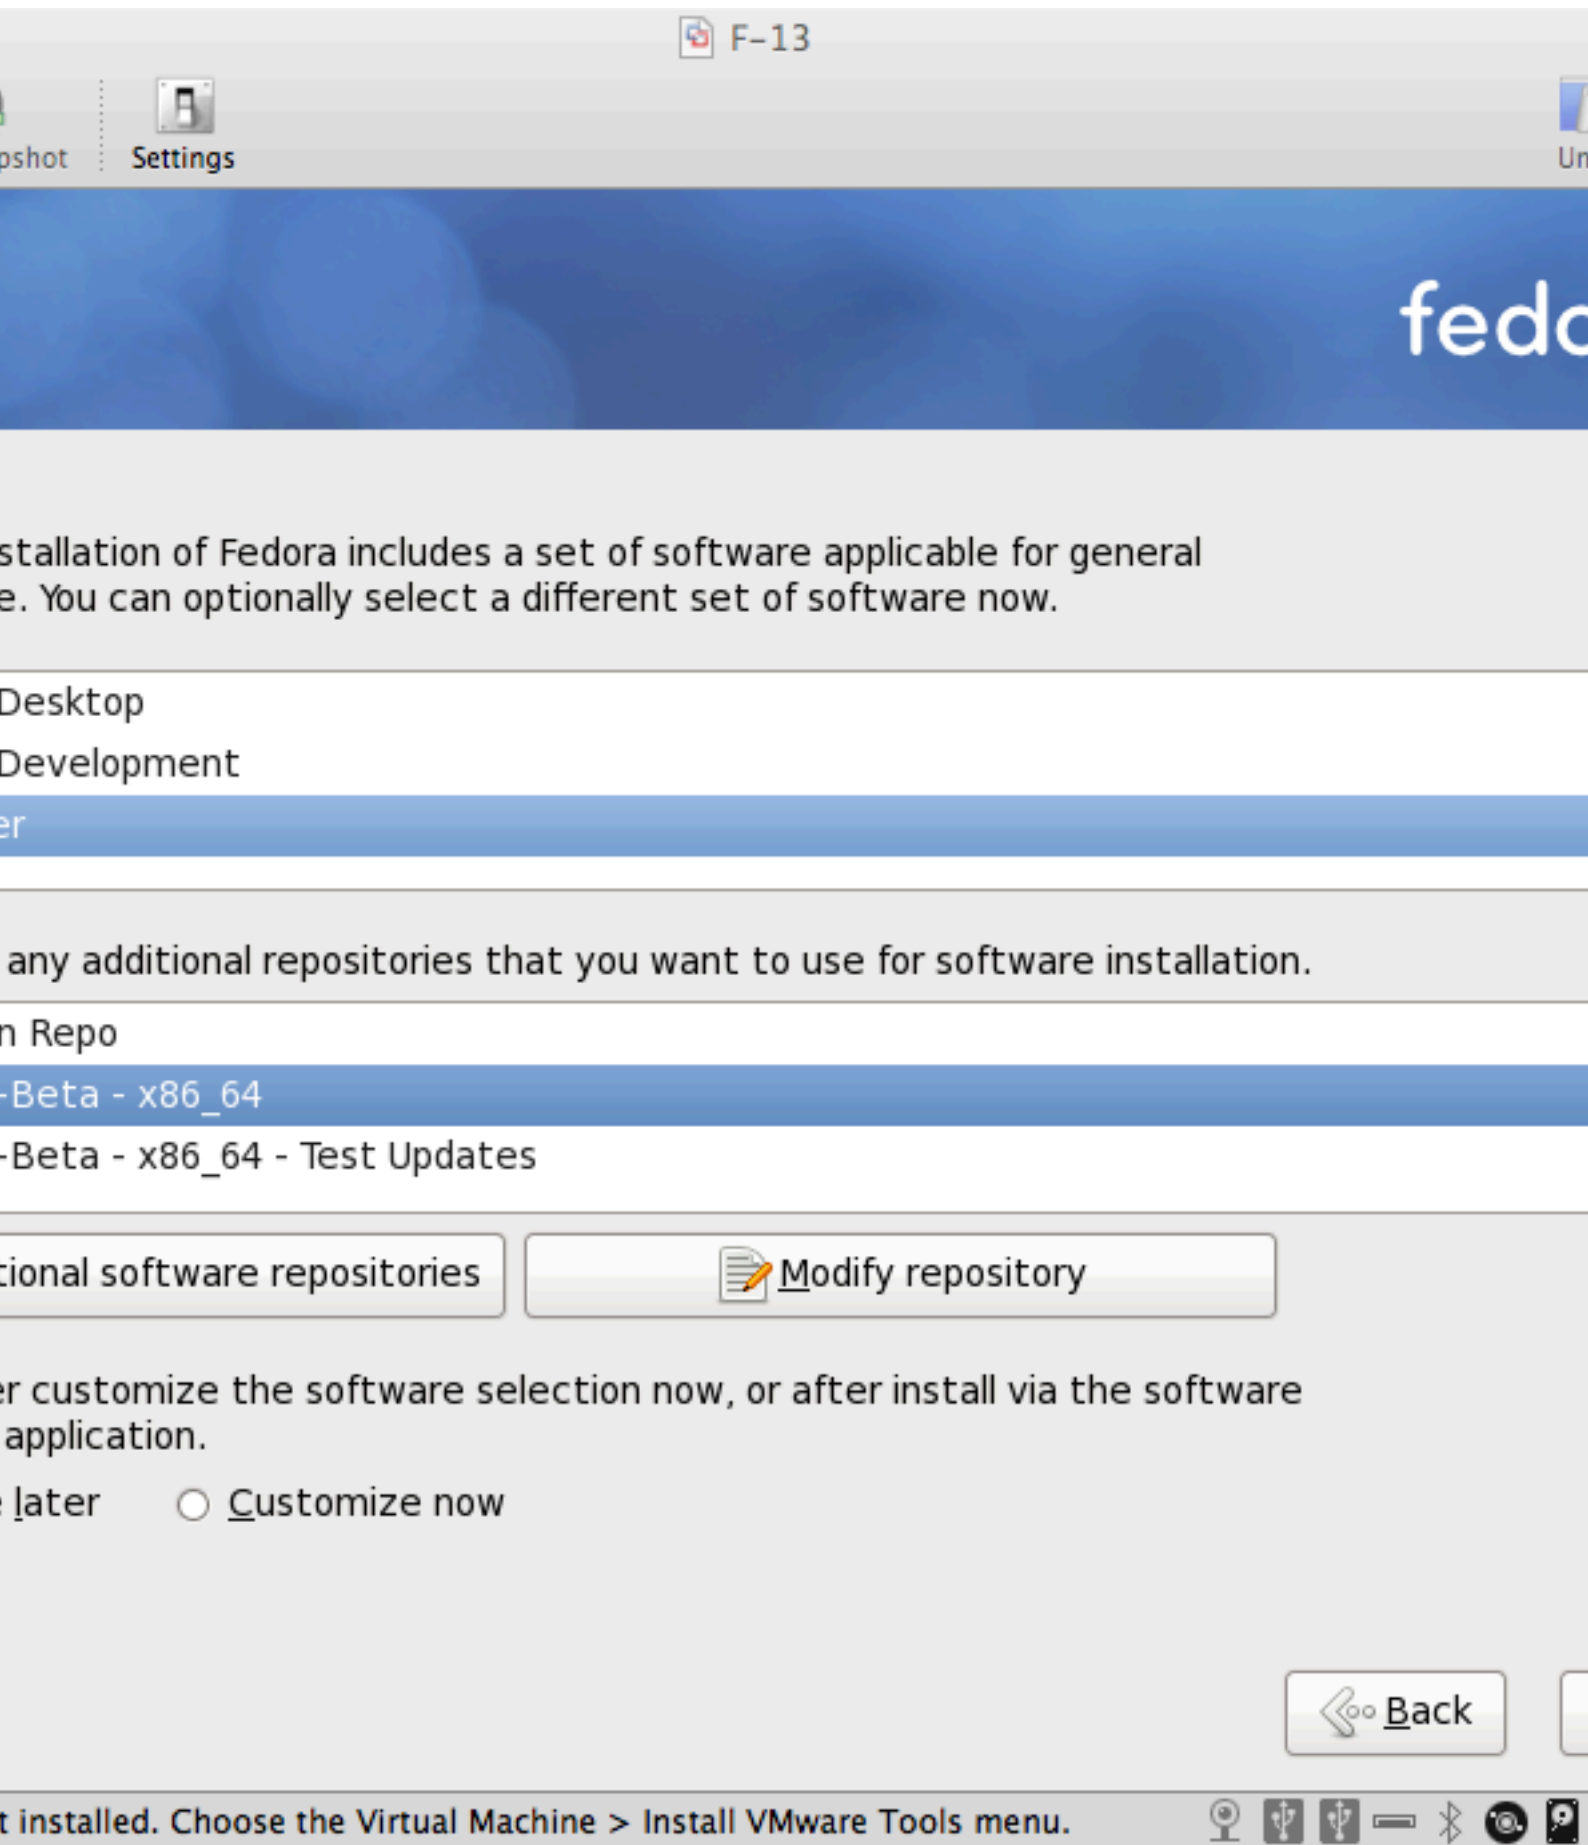 F-13
pshot
Settings
Un
fedo
stallation of Fedora includes a set of software applicable for general
e. You can optionally select a different set of software now.
Desktop
Development
er
any additional repositories that you want to use for software installation.
n Repo
-Beta - x86_64
-Beta - x86_64 - Test Updates
tional software repositories
Modify repository
er customize the software selection now, or after install via the software
application.
later
Customize now
Back
t installed. Choose the Virtual Machine > Install VMware Tools menu.